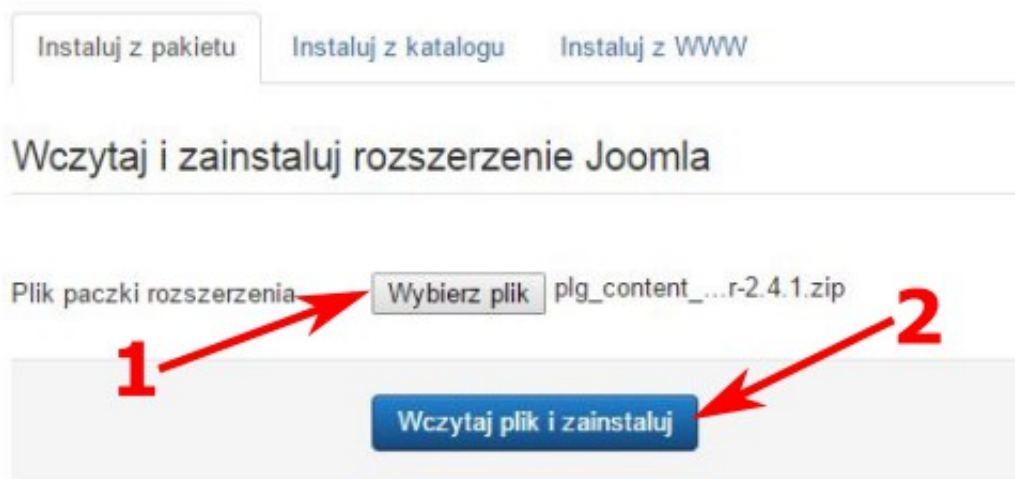 Instaluj z pakietu Instaluj z katalogu Instaluj z WWW
Wczytaj i zainstaluj rozszerzenie Joomla
Plik paczki rozszerzenia Wybierz plik plg_content_...r-2.4.1.zip
1 2
Wczytaj plik i zainstaluj